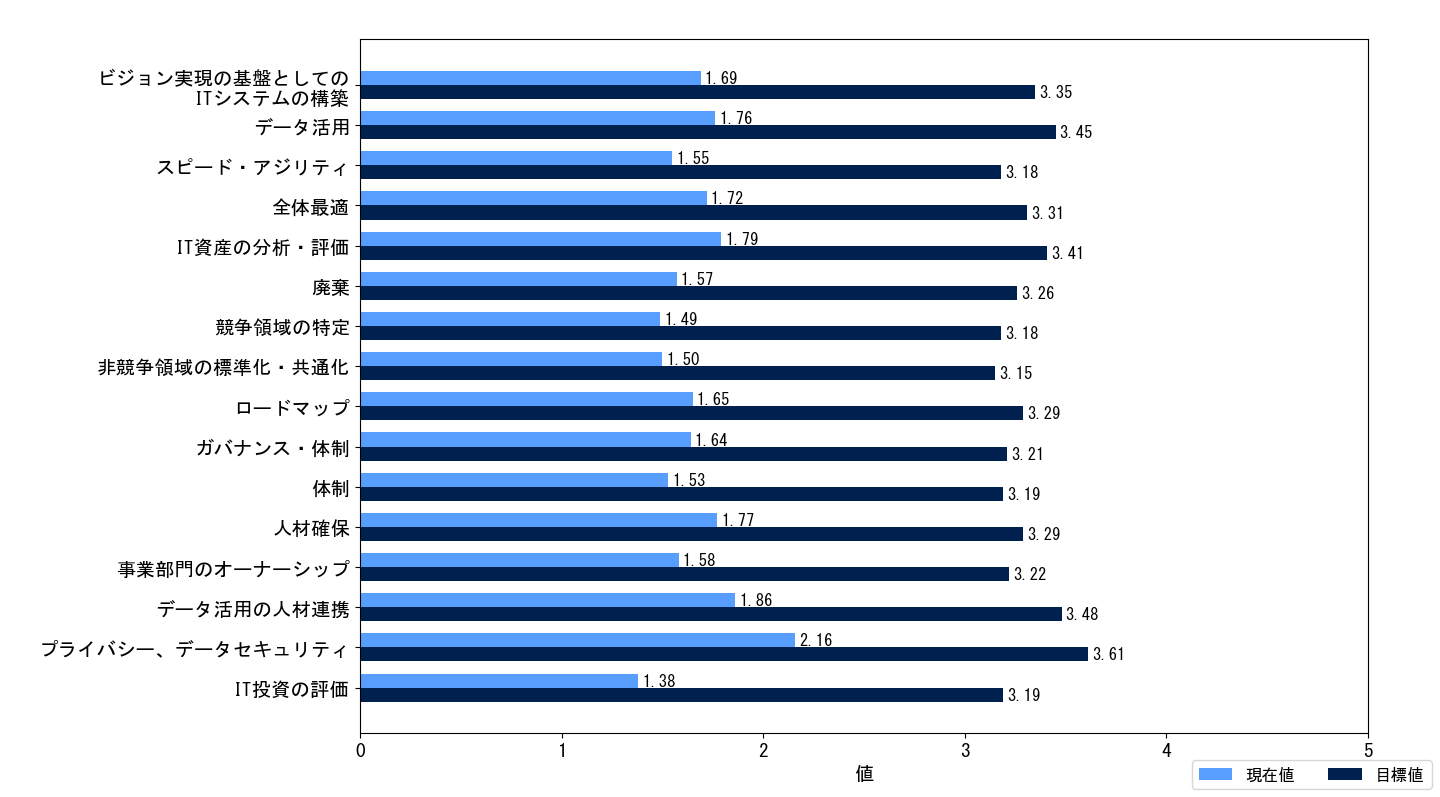 ビジョン実現の基盤としての
ITシステムの構築
1.69
3.35
データ活用
1.76
3.45
スピード・アジリティ
1.55
3.18
全体最適
1.72
3.31
IT資産の分析・評価
1.79
3.41
廃棄
1.57
3.26
競争領域の特定
1.49
3.18
非競争領域の標準化・共通化
1.50
3.15
ロードマップ
1.65
3.29
ガバナンス・体制
1.64
3.21
体制
1.53
3.19
人材確保
1.77
3.29
事業部門のオーナーシップ
1.58
3.22
データ活用の人材連携
1.86
3.48
プライバシー、データセキュリティ
2.16
3.61
IT投資の評価
1.38
3.19
0 1 2 3 4 5
値
現在値 目標値